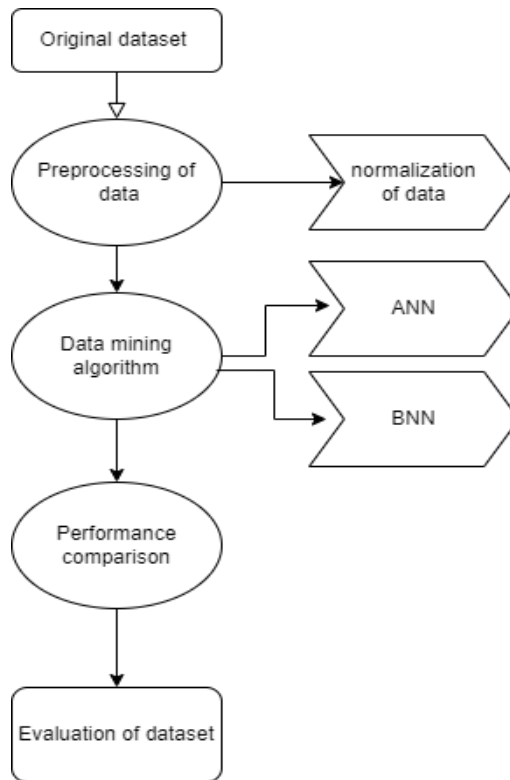 Original dataset
Preprocessing of
data
normalization
of data
Data mining
algorithm
ANN
BNN
Performance
comparison
Evaluation of dataset